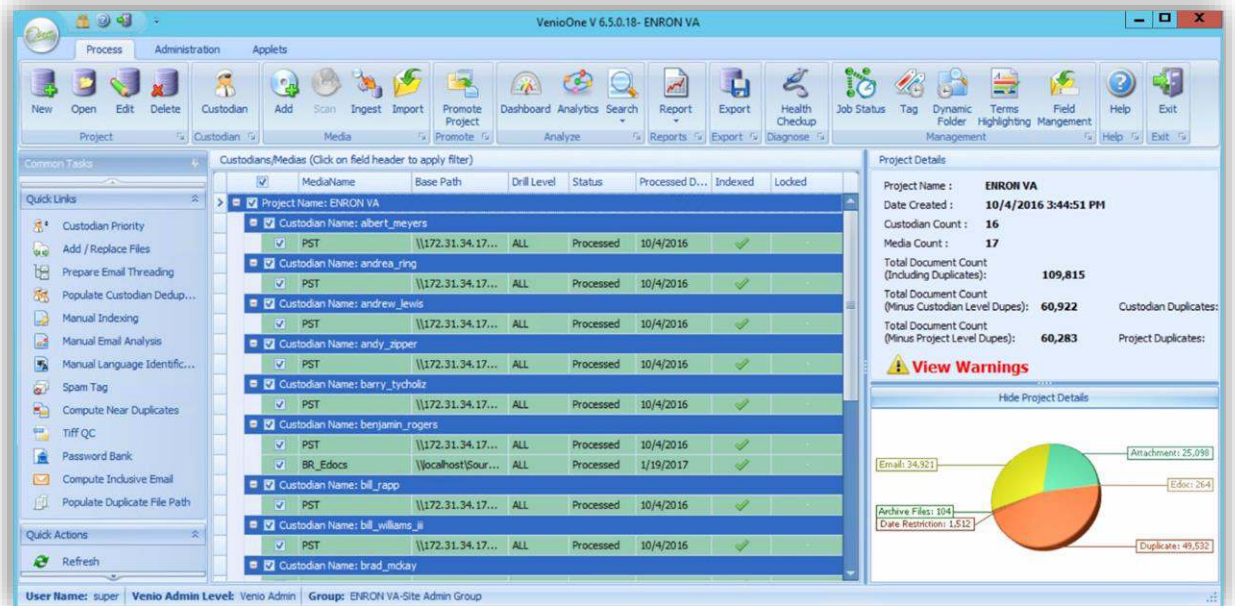 VenioOne V 6.5.0.18- ENRON VA
Process Administration Applets
New Open Edit Delete Custodian Add Scan Ingest Import Promote Project Dashboard Analytics Search Report Export Health Checkup Job Status Tag Dynamic Folder Terms Highlighting Field Mangement Help Exit
Project Custodian Media Promote Analyze Reports Export Diagnose Management Help Exit
Common Tasks
Quick Links
Custodian Priority
Add / Replace Files
Prepare Email Threading
Populate Custodian Dedup...
Manual Indexing
Manual Email Analysis
Manual Language Identific...
Spam Tag
Compute Near Duplicates
Tiff QC
Password Bank
Compute Inclusive Email
Populate Duplicate File Path
Quick Actions
Refresh
Custodians/Medias (Click on field header to apply filter)
MediaName Base Path Drill Level Status Processed D... Indexed Locked
Project Name: ENRON VA
Custodian Name: albert_meyers
PST \\172.31.34.17... ALL Processed 10/4/2016
Custodian Name: andrea_ring
PST \\172.31.34.17... ALL Processed 10/4/2016
Custodian Name: andrew_lewis
PST \\172.31.34.17... ALL Processed 10/4/2016
Custodian Name: andy_zipper
PST \\172.31.34.17... ALL Processed 10/4/2016
Custodian Name: barry_tycholiz
PST \\172.31.34.17... ALL Processed 10/4/2016
Custodian Name: benjamin_rogers
PST \\172.31.34.17... ALL Processed 10/4/2016
BR_Edocs \\localhost\Sour... ALL Processed 1/19/2017
Custodian Name: bill_rapp
PST \\172.31.34.17... ALL Processed 10/4/2016
Custodian Name: bill_williams_iii
PST \\172.31.34.17... ALL Processed 10/4/2016
Custodian Name: brad_mckay
Project Details
Project Name : ENRON VA
Date Created : 10/4/2016 3:44:51 PM
Custodian Count : 16
Media Count : 17
Total Document Count
(Including Duplicates): 109,815
Total Document Count
(Minus Custodian Level Dupes): 60,922 Custodian Duplicates:
Total Document Count
(Minus Project Level Dupes): 60,283 Project Duplicates:
View Warnings
Hide Project Details
Attachment: 25,098
Email: 34,921
Edoc: 264
Archive Files: 104
Date Restriction: 1,512
Duplicate: 49,532
User Name: super Venio Admin Level: Venio Admin Group: ENRON VA-Site Admin Group